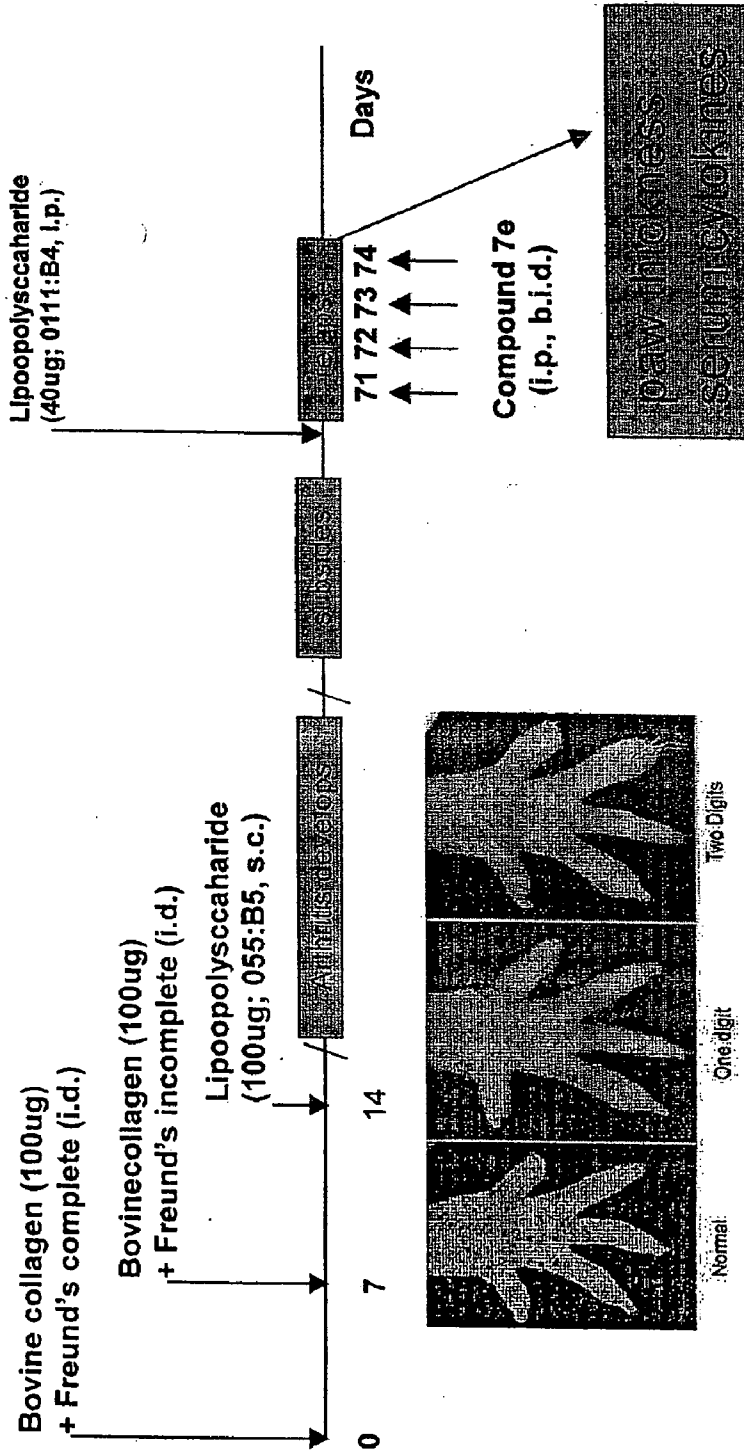 Bovine collagen (100ug)
+ Freund's complete (i.d.)
Bovinecollagen (100ug)
+ Freund's incomplete (i.d.)
Lipoopolysccaharide
(100ug; 055:B5, s.c.)
Lipoopolysccaharide
(40ug; 0111:B4, i.p.)
Arthritis develops
subsides
relapse
0
7
14
71 72 73 74
Days
Compound 7e
(i.p., b.i.d.)
paw thickness
serum cytokines
Normal
One digit
Two Digits